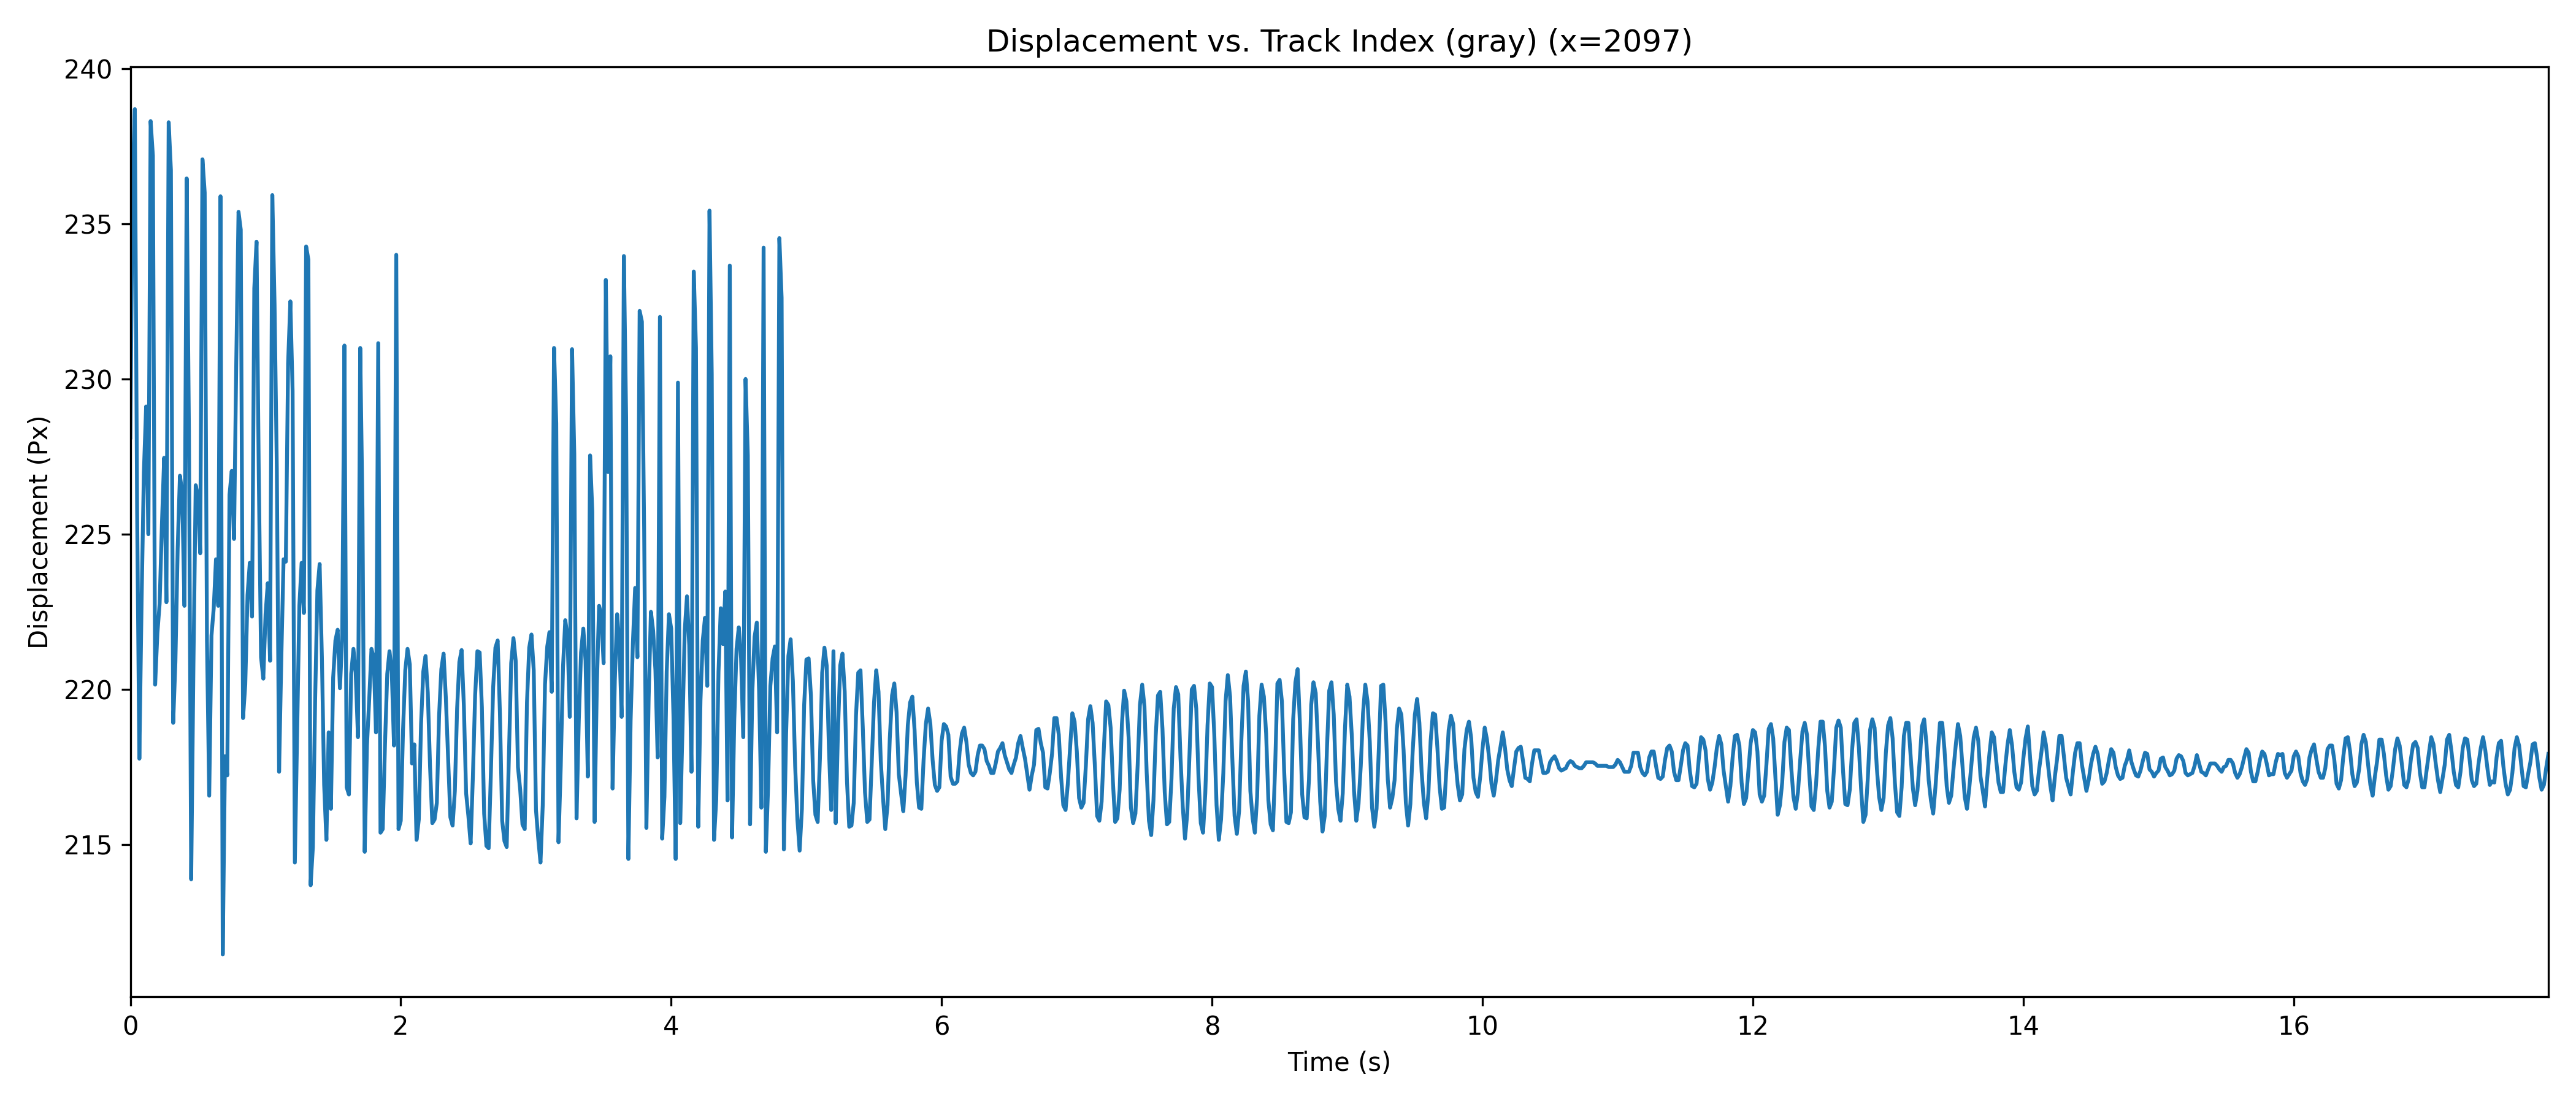 Displacement vs. Track Index (gray) (x=2097)
Displacement (Px)
240
235
230
225
220
215
0 2 4 6 8 10 12 14 16
Time (s)